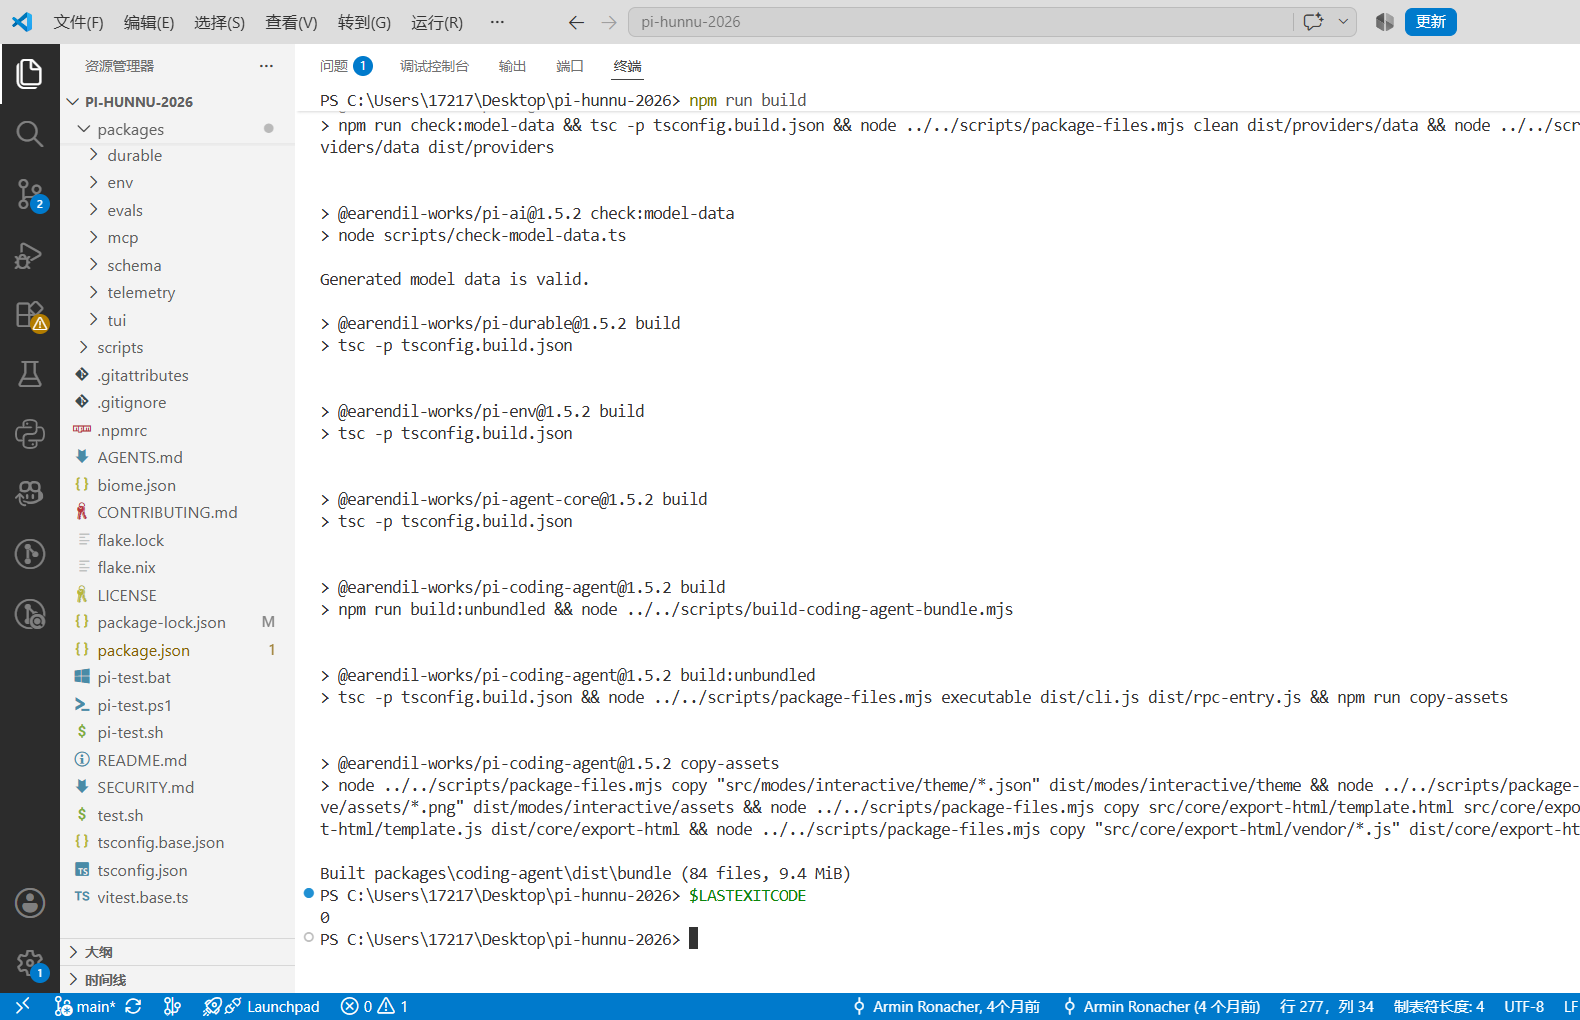 文件(F) 编辑(E) 选择(S) 查看(V) 转到(G) 运行(R) ··· pi-hunnu-2026 更新
资源管理器 ···
PI-HUNNU-2026
packages
durable
env
evals
mcp
schema
telemetry
tui
scripts
.gitattributes
.gitignore
.npmrc
AGENTS.md
biome.json
CONTRIBUTING.md
flake.lock
flake.nix
LICENSE
package-lock.json M
package.json 1
pi-test.bat
pi-test.ps1
$ pi-test.sh
README.md
SECURITY.md
$ test.sh
tsconfig.base.json
TS tsconfig.json
TS vitest.base.ts
大纲
时间线
2
1
问题 1 调试控制台 输出 端口 终端
PS C:\Users\17217\Desktop\pi-hunnu-2026> npm run build
> npm run check:model-data && tsc -p tsconfig.build.json && node ../../scripts/package-files.mjs clean dist/providers/data && node ../../scr
viders/data dist/providers
> @earendil-works/pi-ai@1.5.2 check:model-data
> node scripts/check-model-data.ts
Generated model data is valid.
> @earendil-works/pi-durable@1.5.2 build
> tsc -p tsconfig.build.json
> @earendil-works/pi-env@1.5.2 build
> tsc -p tsconfig.build.json
> @earendil-works/pi-agent-core@1.5.2 build
> tsc -p tsconfig.build.json
> @earendil-works/pi-coding-agent@1.5.2 build
> npm run build:unbundled && node ../../scripts/build-coding-agent-bundle.mjs
> @earendil-works/pi-coding-agent@1.5.2 build:unbundled
> tsc -p tsconfig.build.json && node ../../scripts/package-files.mjs executable dist/cli.js dist/rpc-entry.js && npm run copy-assets
> @earendil-works/pi-coding-agent@1.5.2 copy-assets
> node ../../scripts/package-files.mjs copy "src/modes/interactive/theme/*.json" dist/modes/interactive/theme && node ../../scripts/package-
ve/assets/*.png" dist/modes/interactive/assets && node ../../scripts/package-files.mjs copy src/core/export-html/template.html src/core/expo
t-html/template.js dist/core/export-html && node ../../scripts/package-files.mjs copy "src/core/export-html/vendor/*.js" dist/core/export-ht
Built packages\coding-agent\dist\bundle (84 files, 9.4 MiB)
PS C:\Users\17217\Desktop\pi-hunnu-2026> $LASTEXITCODE
0
PS C:\Users\17217\Desktop\pi-hunnu-2026>
main* Launchpad 0 1 Armin Ronacher, 4个月前 Armin Ronacher (4 个月前) 行 277，列 34 制表符长度: 4 UTF-8 LF